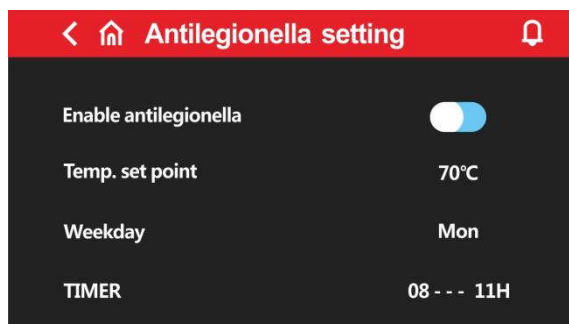 Antilegionella setting
Enable antilegionella
Temp. set point 70℃
Weekday Mon
TIMER 08 - - - 11H